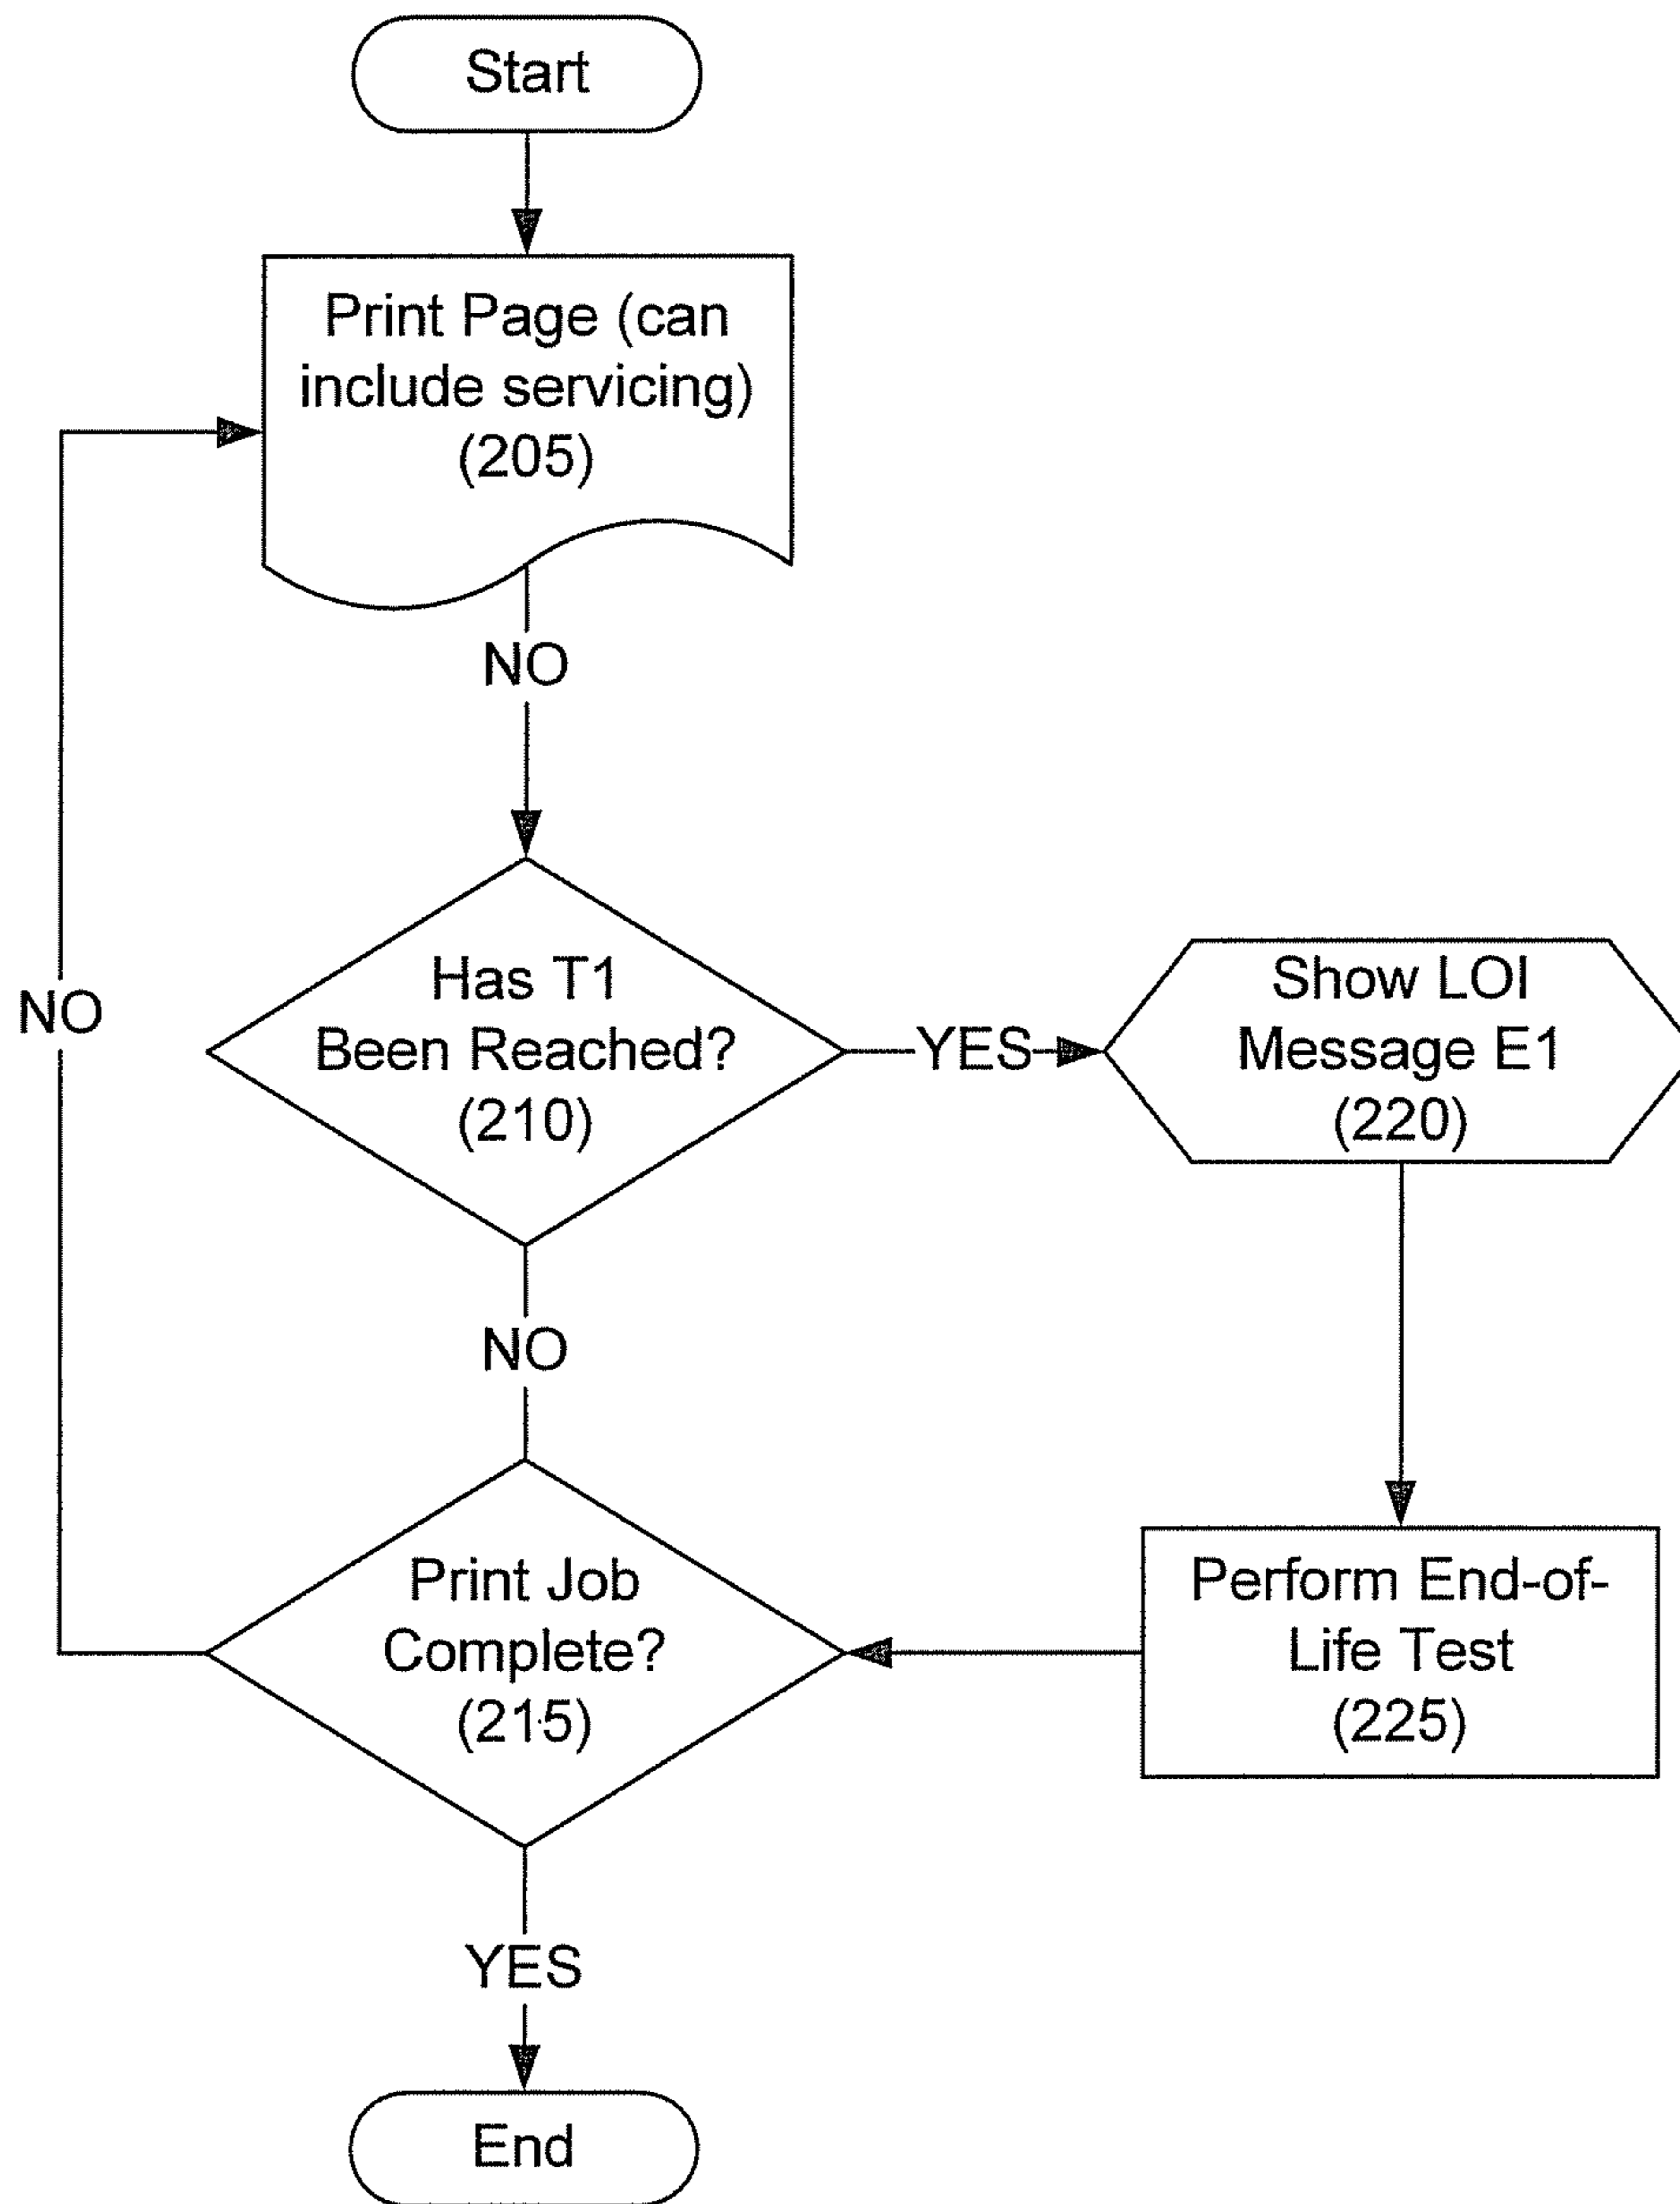 Start
Print Page (can
include servicing)
(205)
NO
Has T1
Been Reached?
(210)
YES
Show LOI
Message E1
(220)
NO
NO
Print Job
Complete?
(215)
Perform End-of-
Life Test
(225)
YES
End